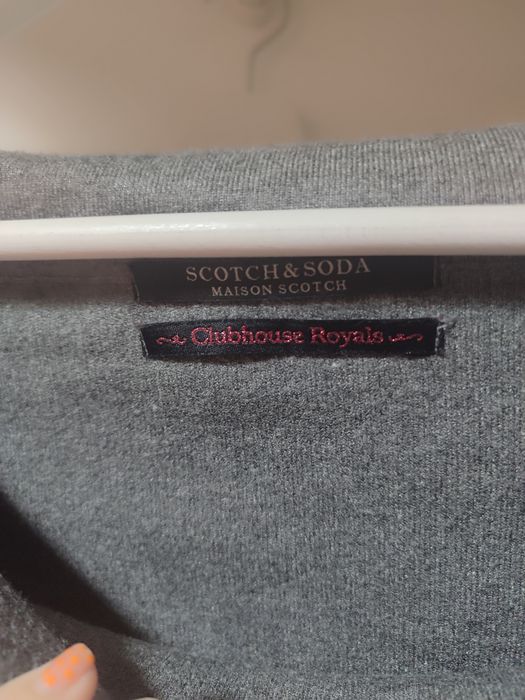 SCOTCH & SODA
MAISON SCOTCH
Clubhouse Royals